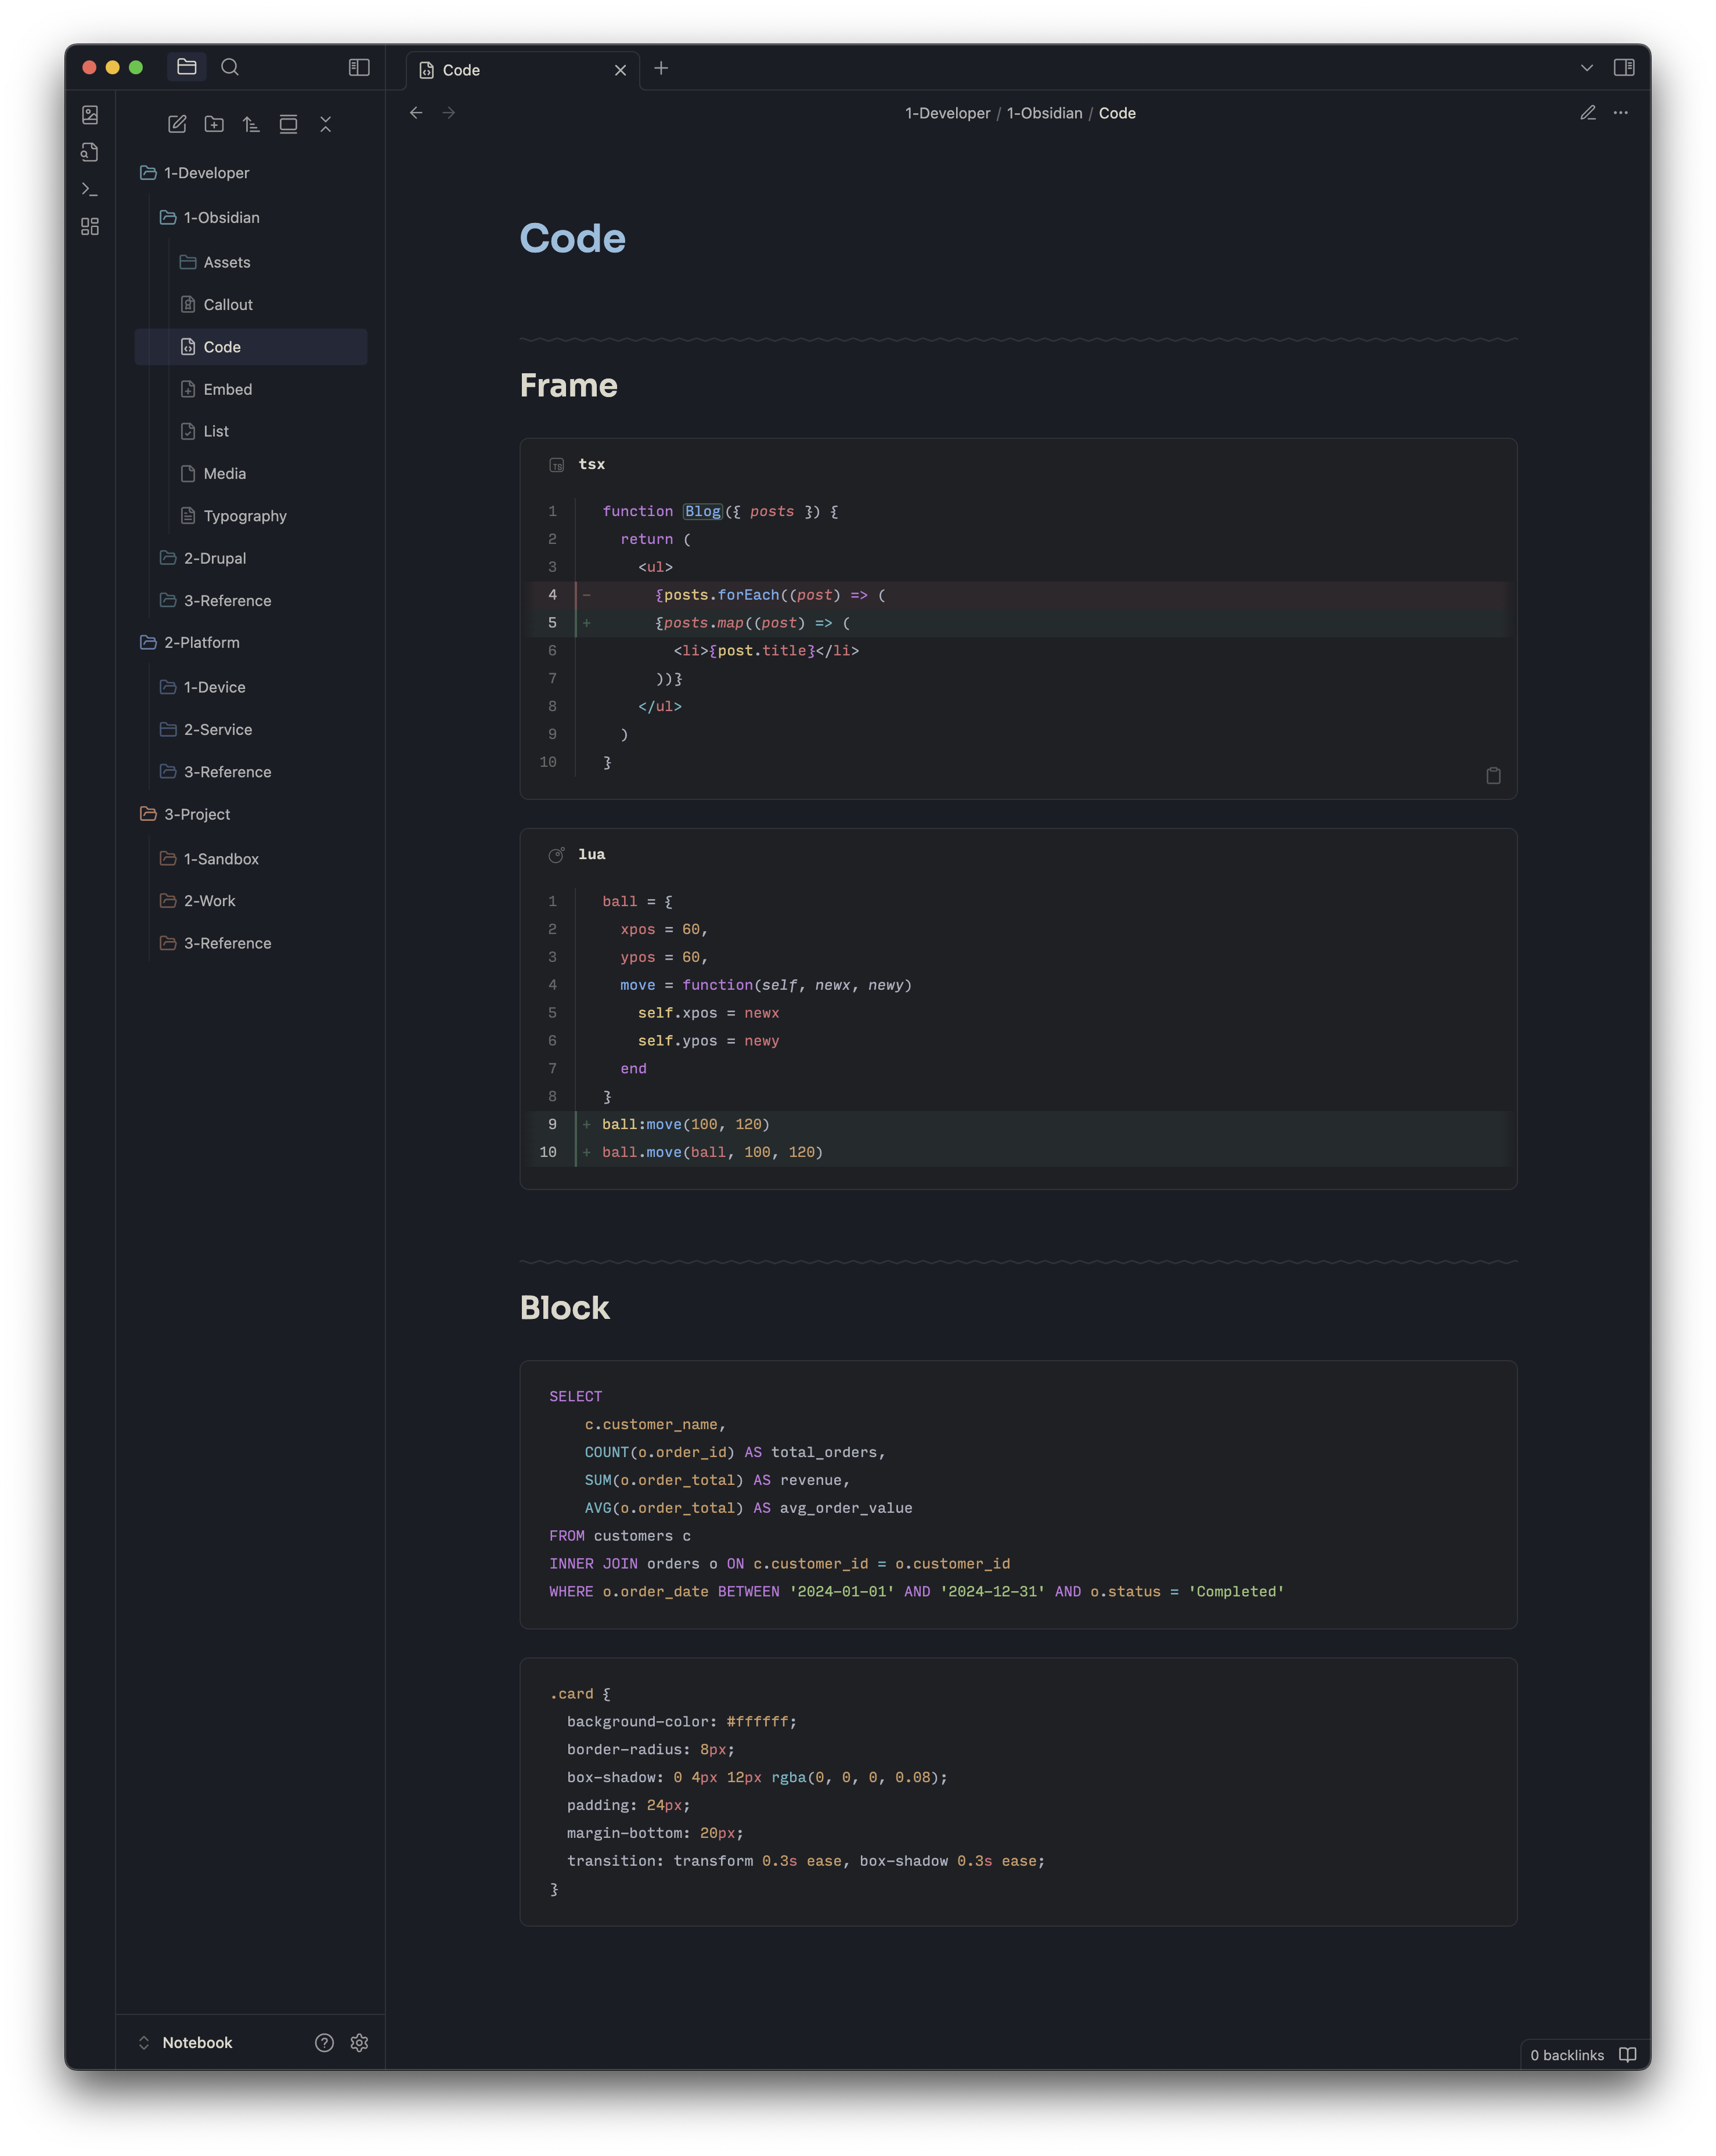 Code
1-Developer / 1-Obsidian / Code
1-Developer
1-Obsidian
Assets
Callout
Code
Embed
List
Media
Typography
2-Drupal
3-Reference
2-Platform
1-Device
2-Service
3-Reference
3-Project
1-Sandbox
2-Work
3-Reference
Notebook
Code
Frame
TS tsx
1 function Blog({ posts }) {
2   return (
3     <ul>
4 -       {posts.forEach((post) => (
5 +       {posts.map((post) => (
6         <li>{post.title}</li>
7       ))}
8     </ul>
9   )
10 }
lua
1 ball = {
2   xpos = 60,
3   ypos = 60,
4   move = function(self, newx, newy)
5     self.xpos = newx
6     self.ypos = newy
7   end
8 }
9 + ball:move(100, 120)
10 + ball.move(ball, 100, 120)
Block
SELECT
    c.customer_name,
    COUNT(o.order_id) AS total_orders,
    SUM(o.order_total) AS revenue,
    AVG(o.order_total) AS avg_order_value
FROM customers c
INNER JOIN orders o ON c.customer_id = o.customer_id
WHERE o.order_date BETWEEN '2024-01-01' AND '2024-12-31' AND o.status = 'Completed'
.card {
  background-color: #ffffff;
  border-radius: 8px;
  box-shadow: 0 4px 12px rgba(0, 0, 0, 0.08);
  padding: 24px;
  margin-bottom: 20px;
  transition: transform 0.3s ease, box-shadow 0.3s ease;
}
0 backlinks